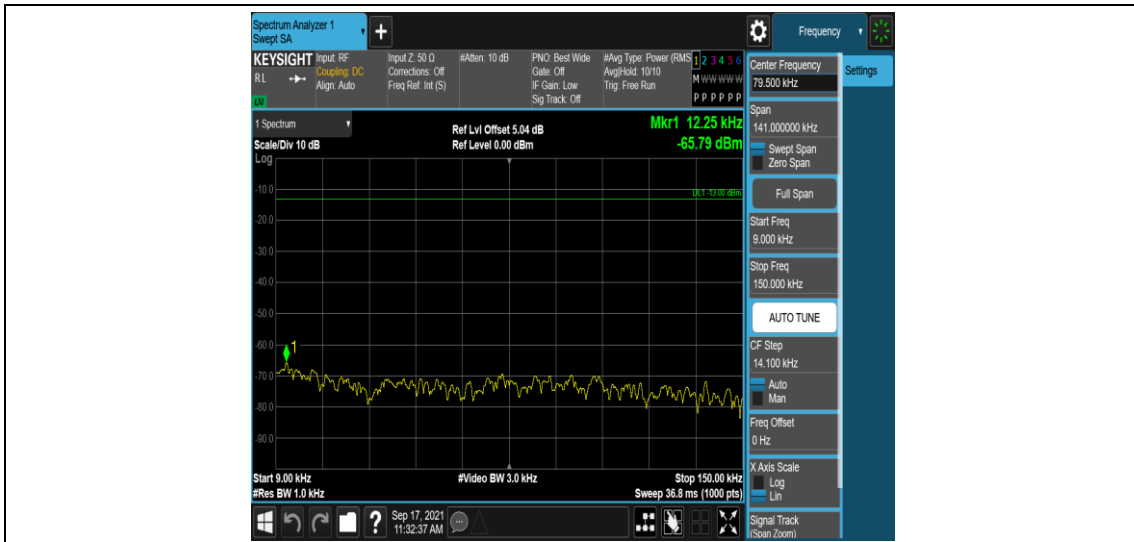 Spectrum Analyzer 1
Swept SA
+
Frequency
KEYSIGHT
RL
LXI
Input: RF
Coupling: DC
Align: Auto
Input Z: 50 Ω
Corrections: Off
Freq Ref: Int (S)
#Atten: 10 dB
PNO: Best Wide
Gate: Off
IF Gain: Low
Sig Track: Off
#Avg Type: Power (RMS
Avg|Hold: 10/10
Trig: Free Run
1 2 3 4 5 6
M W W W W W
P P P P P P
1 Spectrum
Scale/Div 10 dB
Log
Ref Lvl Offset 5.04 dB
Ref Level 0.00 dBm
Mkr1 12.25 kHz
-65.79 dBm
DL1 -13.00 dBm
-10.0
-20.0
-30.0
-40.0
-50.0
-60.0
-70.0
-80.0
-90.0
1
Start 9.00 kHz
#Res BW 1.0 kHz
#Video BW 3.0 kHz
Stop 150.00 kHz
Sweep 36.8 ms (1000 pts)
Center Frequency
79.500 kHz
Settings
Span
141.000000 kHz
Swept Span
Zero Span
Full Span
Start Freq
9.000 kHz
Stop Freq
150.000 kHz
AUTO TUNE
CF Step
14.100 kHz
Auto
Man
Freq Offset
0 Hz
X Axis Scale
Log
Lin
Signal Track
(Span Zoom)
?
Sep 17, 2021
11:32:37 AM